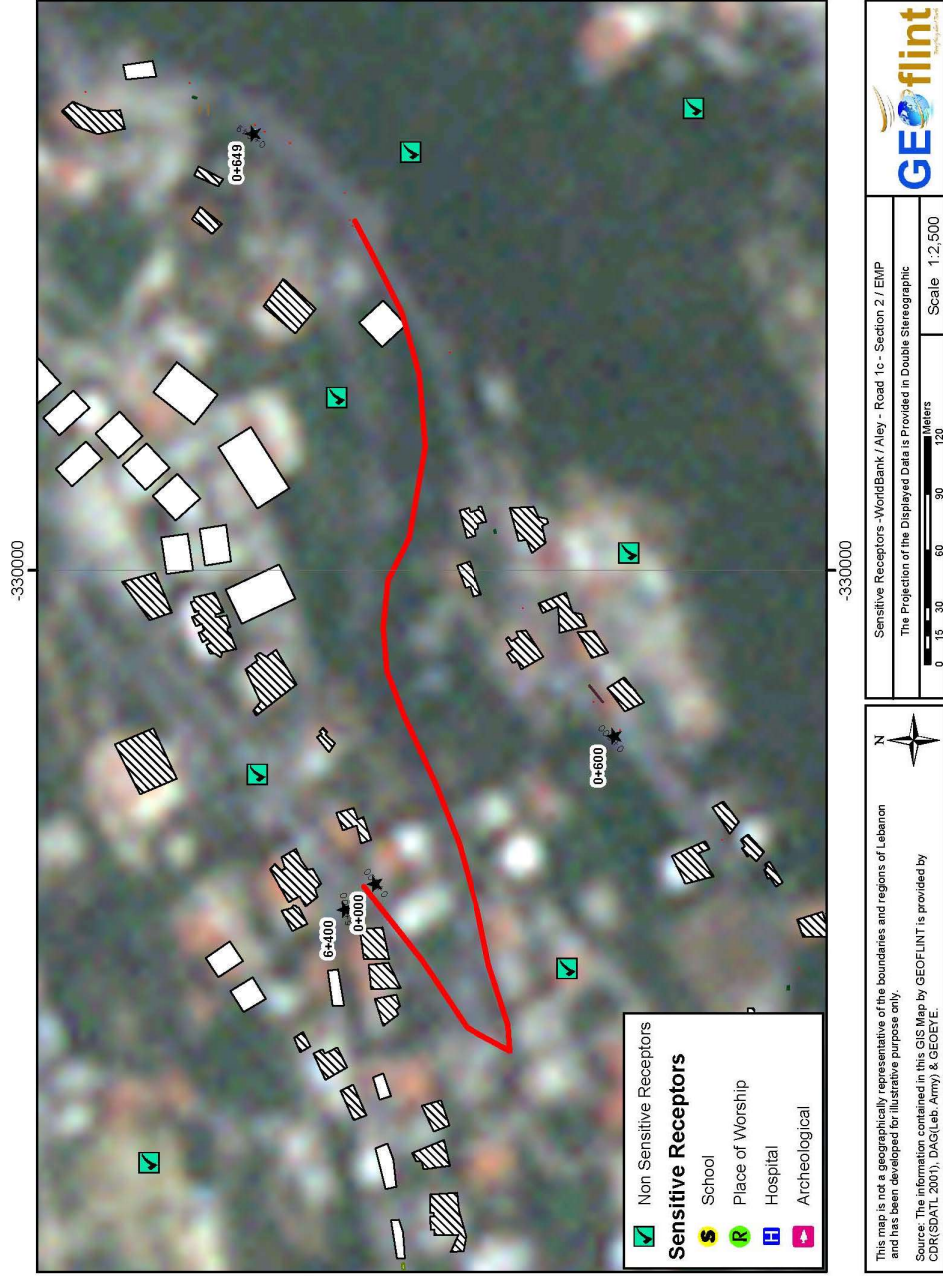 -330000
0+649
6+400
0+000
0+600
-330000
Non Sensitive Receptors
Sensitive Receptors
S School
R Place of Worship
H Hospital
Archeological
This map is not a geographically representative of the boundaries and regions of Lebanon
and has been developed for illustrative purpose only.
Source: The information contained in this GIS Map by GEOFLINT is provided by
CDR(SDATL 2001), DAG(Leb. Army) & GEOEYE.
N
Sensitive Receptors -WorldBank / Aley - Road 1c - Section 2 / EMP
The Projection of the Displayed Data is Provided in Double Stereographic
0 15 30 60 90 120
Meters
Scale 1:2,500
GEOflint